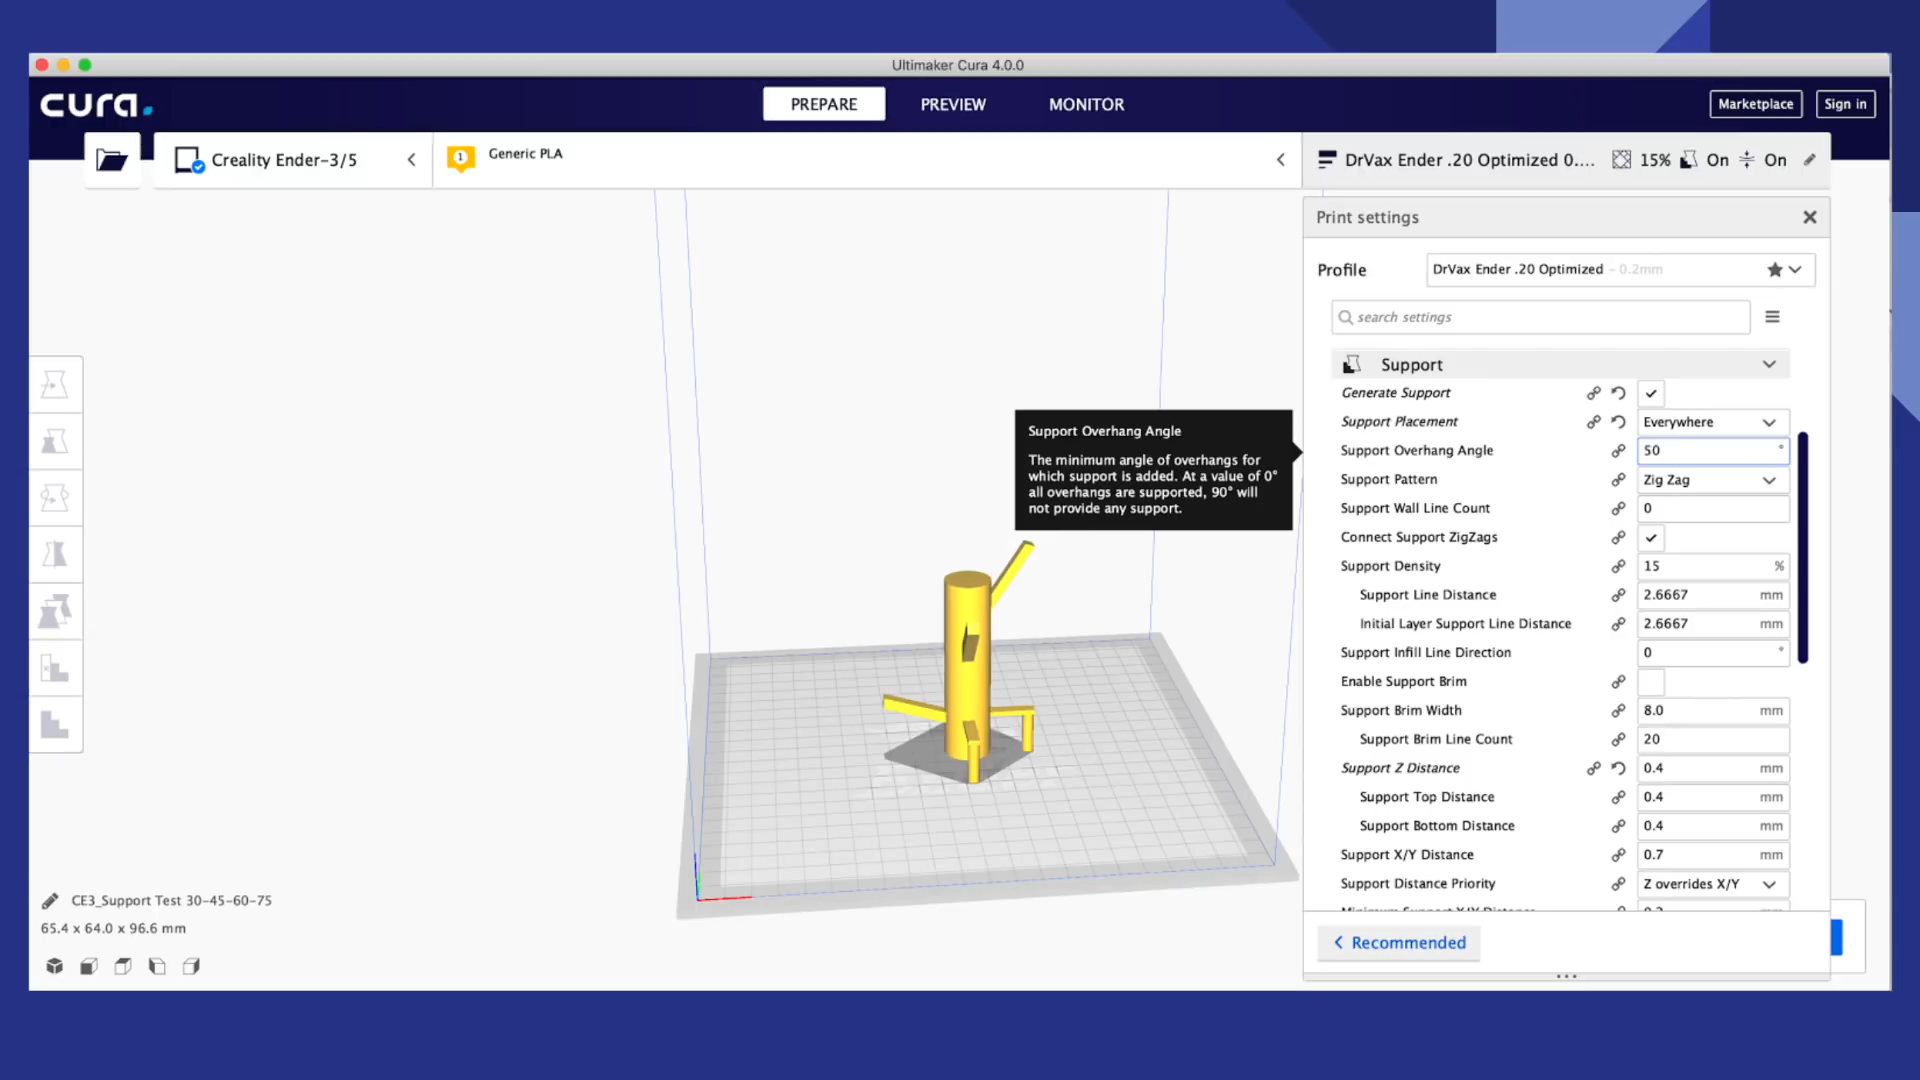 Ultimaker Cura 4.0.0
cura.
PREPARE
PREVIEW
MONITOR
Marketplace
Sign in
Creality Ender-3/5
1
Generic PLA
DrVax Ender .20 Optimized 0....
15%
On
On
Print settings
Profile
DrVax Ender .20 Optimized - 0.2mm
search settings
Support
Generate Support
Support Placement Everywhere
Support Overhang Angle 50 °
Support Pattern Zig Zag
Support Wall Line Count 0
Connect Support ZigZags
Support Density 15 %
Support Line Distance 2.6667 mm
Initial Layer Support Line Distance 2.6667 mm
Support Infill Line Direction 0 °
Enable Support Brim
Support Brim Width 8.0 mm
Support Brim Line Count 20
Support Z Distance 0.4 mm
Support Top Distance 0.4 mm
Support Bottom Distance 0.4 mm
Support X/Y Distance 0.7 mm
Support Distance Priority Z overrides X/Y
Recommended
Support Overhang Angle
The minimum angle of overhangs for
which support is added. At a value of 0°
all overhangs are supported, 90° will
not provide any support.
CE3_Support Test 30-45-60-75
65.4 x 64.0 x 96.6 mm